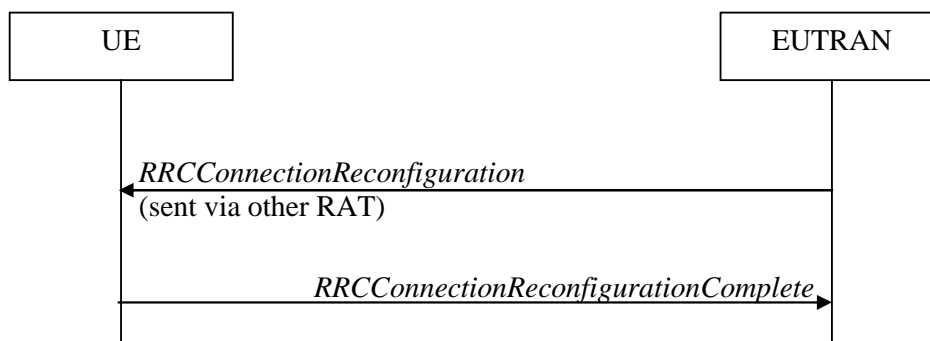 UE
EUTRAN
RRCConnectionReconfiguration
(sent via other RAT)
RRCConnectionReconfigurationComplete